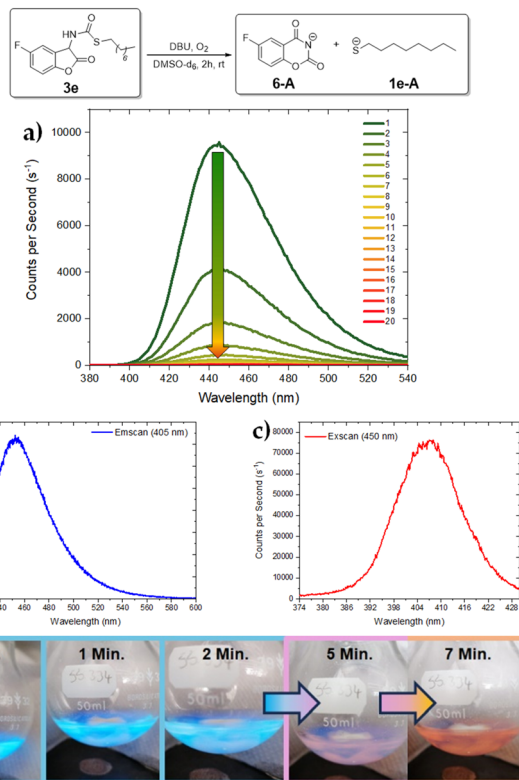 HN
O
S
F
O
O
6
3e
DBU, O₂
DMSO-d₆, 2h, rt
O
F
N⊖
O
O
6-A
+
⊖
S
1e-A
a)
Counts per Second (s⁻¹)
10000
8000
6000
4000
2000
0
1
2
3
4
5
6
7
8
9
10
11
12
13
14
15
16
17
18
19
20
380 400 420 440 460 480 500 520 540
Wavelength (nm)
Emscan (405 nm)
460 480 500 520 540 560 580 600
Wavelength (nm)
c)
Exscan (450 nm)
Counts per Second (s⁻¹)
80000
70000
60000
50000
40000
30000
20000
10000
0
374 380 386 392 398 404 410 416 422 428
Wavelength (nm)
1 Min.
2 Min.
5 Min.
7 Min.
50ml
50ml
50ml
50ml